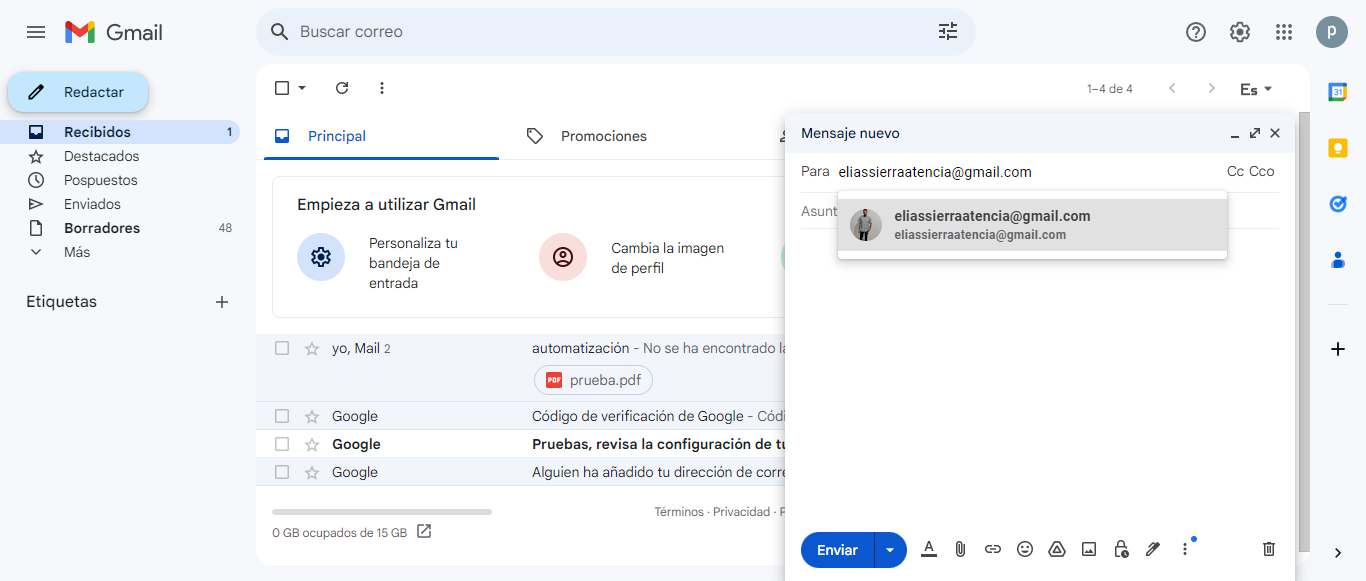 Gmail
Buscar correo
P
Redactar
Recibidos 1
Destacados
Pospuestos
Enviados
Borradores 48
Más
Etiquetas
1–4 de 4
Es
Principal
Promociones
Empieza a utilizar Gmail
Personaliza tu
bandeja de
entrada
Cambia la imagen
de perfil
yo, Mail 2 automatización - No se ha encontrado la
PDF prueba.pdf
Google Código de verificación de Google - Códi
Google Pruebas, revisa la configuración de tu
Google Alguien ha añadido tu dirección de corre
Términos · Privacidad · P
0 GB ocupados de 15 GB
Mensaje nuevo
Para eliassierraatencia@gmail.com Cc Cco
Asunt
eliassierraatencia@gmail.com
eliassierraatencia@gmail.com
Enviar
A
31